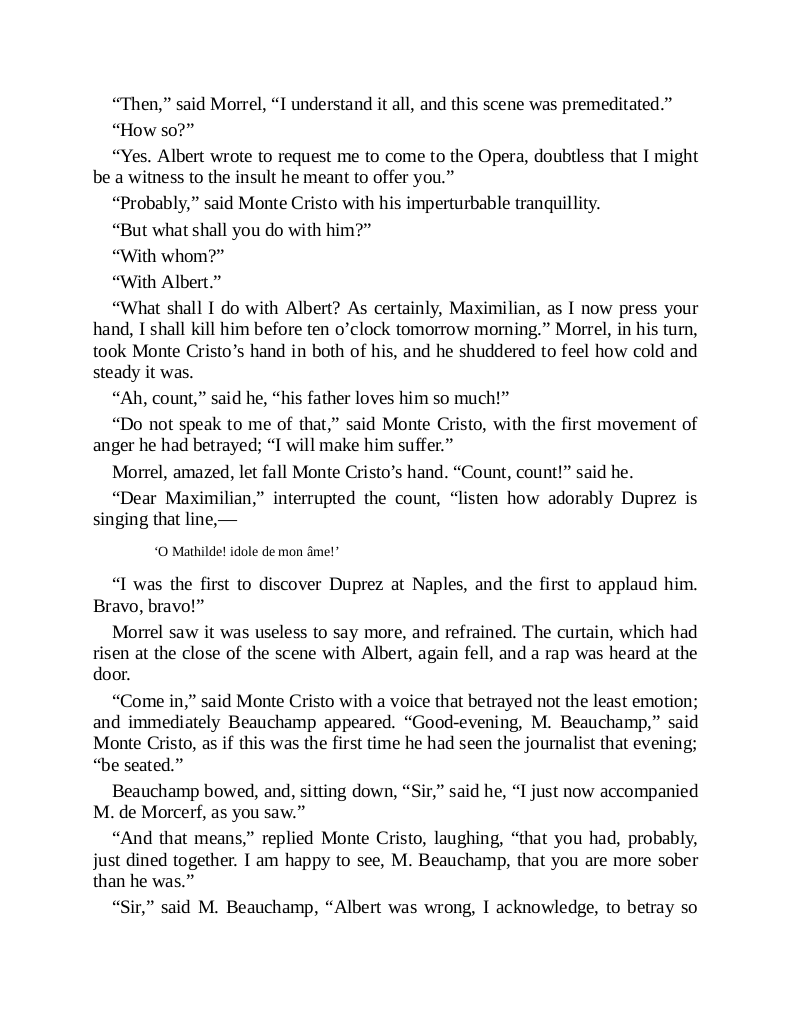 “Then,” said Morrel, “I understand it all, and this scene was premeditated.”
“How so?”
“Yes. Albert wrote to request me to come to the Opera, doubtless that I might
be a witness to the insult he meant to offer you.”
“Probably,” said Monte Cristo with his imperturbable tranquillity.
“But what shall you do with him?”
“With whom?”
“With Albert.”
“What shall I do with Albert? As certainly, Maximilian, as I now press your
hand, I shall kill him before ten o’clock tomorrow morning.” Morrel, in his turn,
took Monte Cristo’s hand in both of his, and he shuddered to feel how cold and
steady it was.
“Ah, count,” said he, “his father loves him so much!”
“Do not speak to me of that,” said Monte Cristo, with the first movement of
anger he had betrayed; “I will make him suffer.”
Morrel, amazed, let fall Monte Cristo’s hand. “Count, count!” said he.
“Dear Maximilian,” interrupted the count, “listen how adorably Duprez is
singing that line,—
‘O Mathilde! idole de mon âme!’
“I was the first to discover Duprez at Naples, and the first to applaud him.
Bravo, bravo!”
Morrel saw it was useless to say more, and refrained. The curtain, which had
risen at the close of the scene with Albert, again fell, and a rap was heard at the
door.
“Come in,” said Monte Cristo with a voice that betrayed not the least emotion;
and immediately Beauchamp appeared. “Good-evening, M. Beauchamp,” said
Monte Cristo, as if this was the first time he had seen the journalist that evening;
“be seated.”
Beauchamp bowed, and, sitting down, “Sir,” said he, “I just now accompanied
M. de Morcerf, as you saw.”
“And that means,” replied Monte Cristo, laughing, “that you had, probably,
just dined together. I am happy to see, M. Beauchamp, that you are more sober
than he was.”
“Sir,” said M. Beauchamp, “Albert was wrong, I acknowledge, to betray so